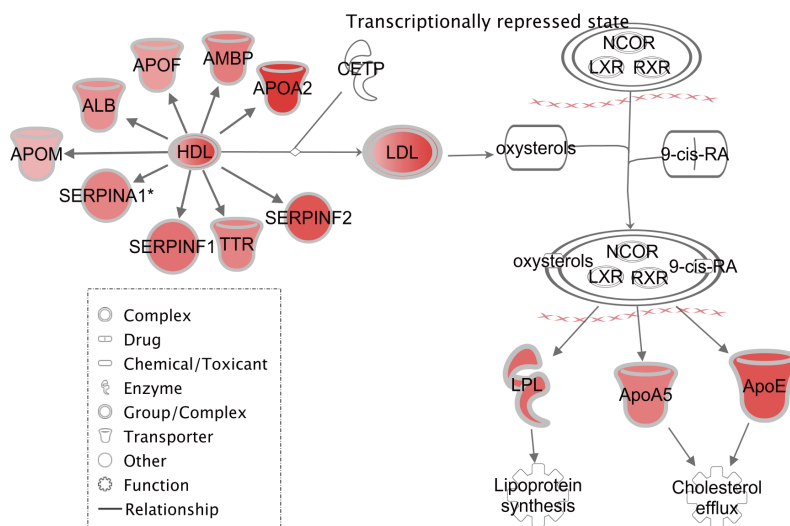 Transcriptionally repressed state
NCOR
LXR RXR
AMBP
APOF
CETP
APOA2
ALB
APOM
HDL
LDL
oxysterols
9-cis-RA
SERPINA1*
SERPINF2
SERPINF1
TTR
oxysterols
NCOR
9-cis-RA
LXR RXR
Complex
Drug
Chemical/Toxicant
Enzyme
Group/Complex
Transporter
Other
Function
Relationship
LPL
ApoA5
ApoE
Lipoprotein
synthesis
Cholesterol
efflux